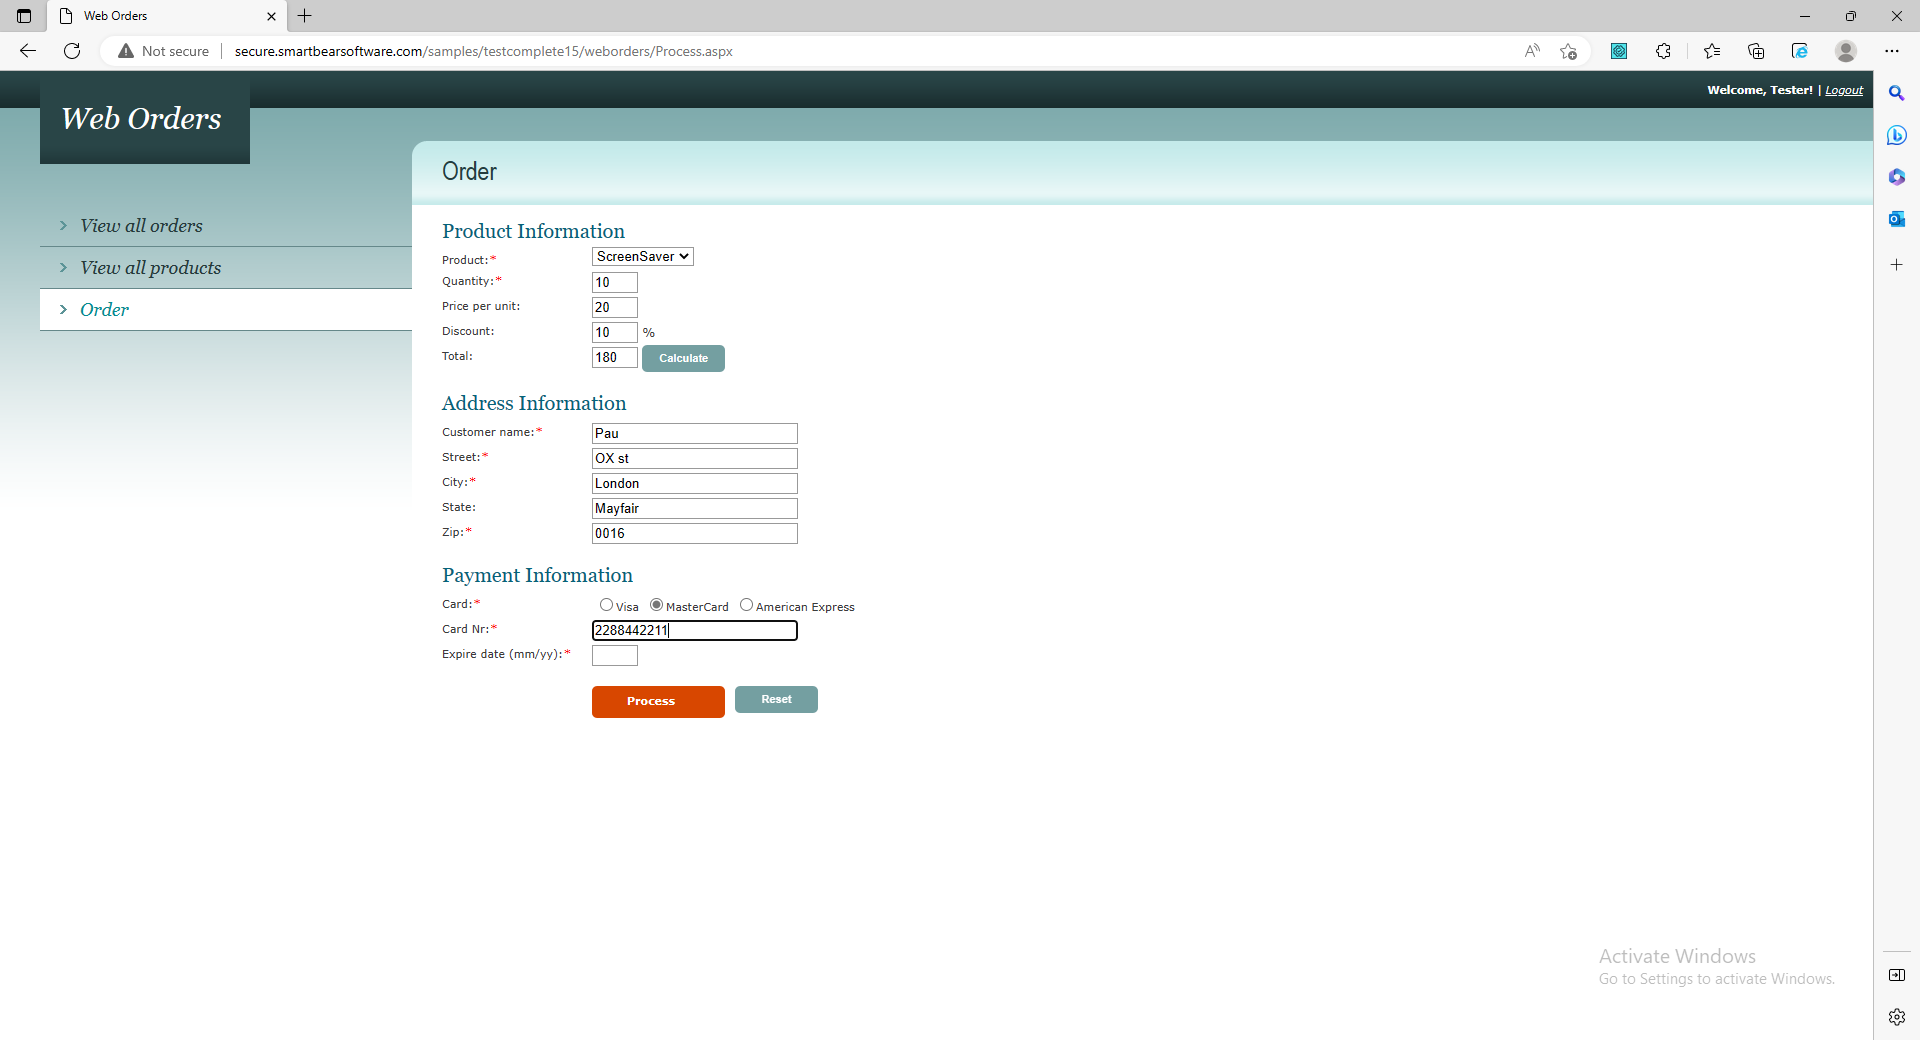 Web Orders
Not secure
secure.smartbearsoftware.com/samples/testcomplete15/weborders/Process.aspx
Welcome, Tester! | Logout
Web Orders
Order
View all orders
View all products
Order
Product Information
Product:* ScreenSaver
Quantity:* 10
Price per unit: 20
Discount: 10 %
Total: 180 Calculate
Address Information
Customer name:* Pau
Street:* OX st
City:* London
State: Mayfair
Zip:* 0016
Payment Information
Card:* Visa MasterCard American Express
Card Nr:* 2288442211
Expire date (mm/yy):*
Process Reset
Activate Windows
Go to Settings to activate Windows.